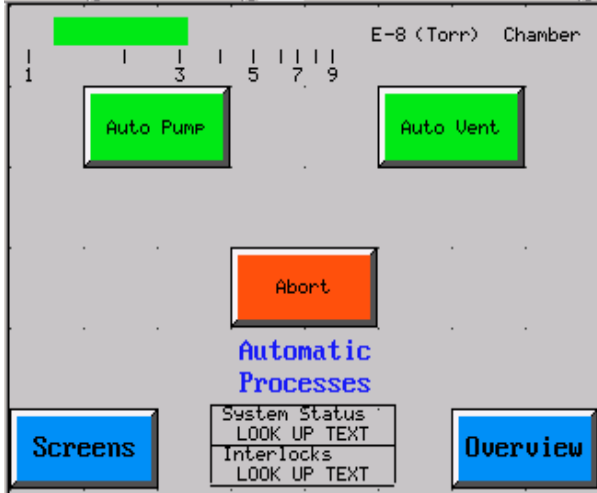 E-8 (Torr) Chamber
1 3 5 7 9
Auto Pump Auto Vent
Abort
Automatic
Processes
System Status
LOOK UP TEXT
Interlocks
LOOK UP TEXT
Screens Overview